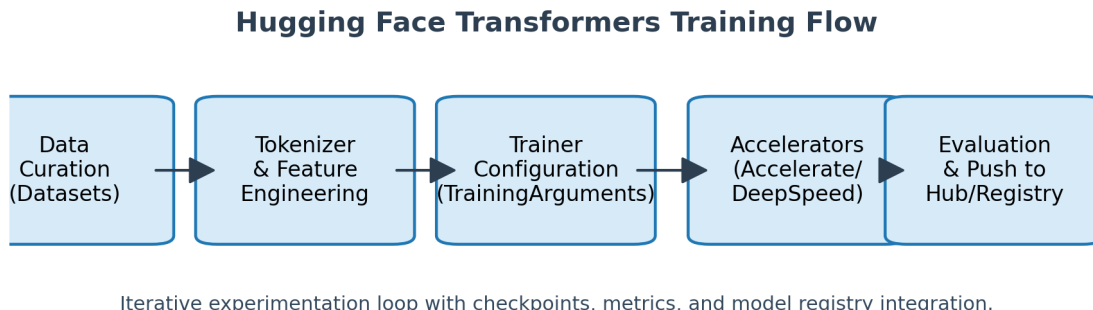 Hugging Face Transformers Training Flow
Data
Curation
(Datasets)
Tokenizer
& Feature
Engineering
Trainer
Configuration
(TrainingArguments)
Accelerators
(Accelerate/
DeepSpeed)
Evaluation
& Push to
Hub/Registry
Iterative experimentation loop with checkpoints, metrics, and model registry integration.